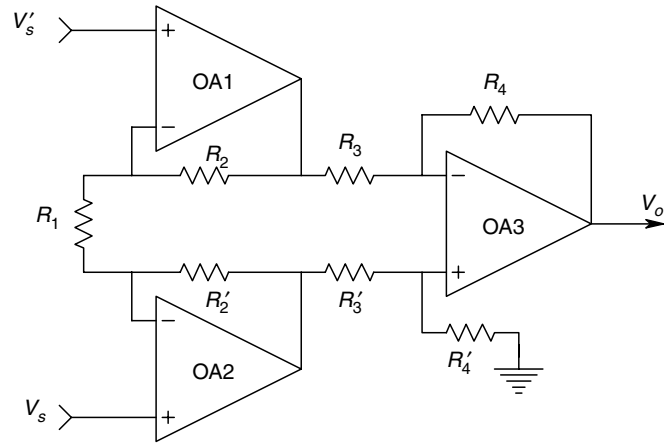 V's
+
OA1
−
R2
R3
R4
R1
−
OA3
Vo
+
R'2
R'3
−
OA2
R'4
Vs
+